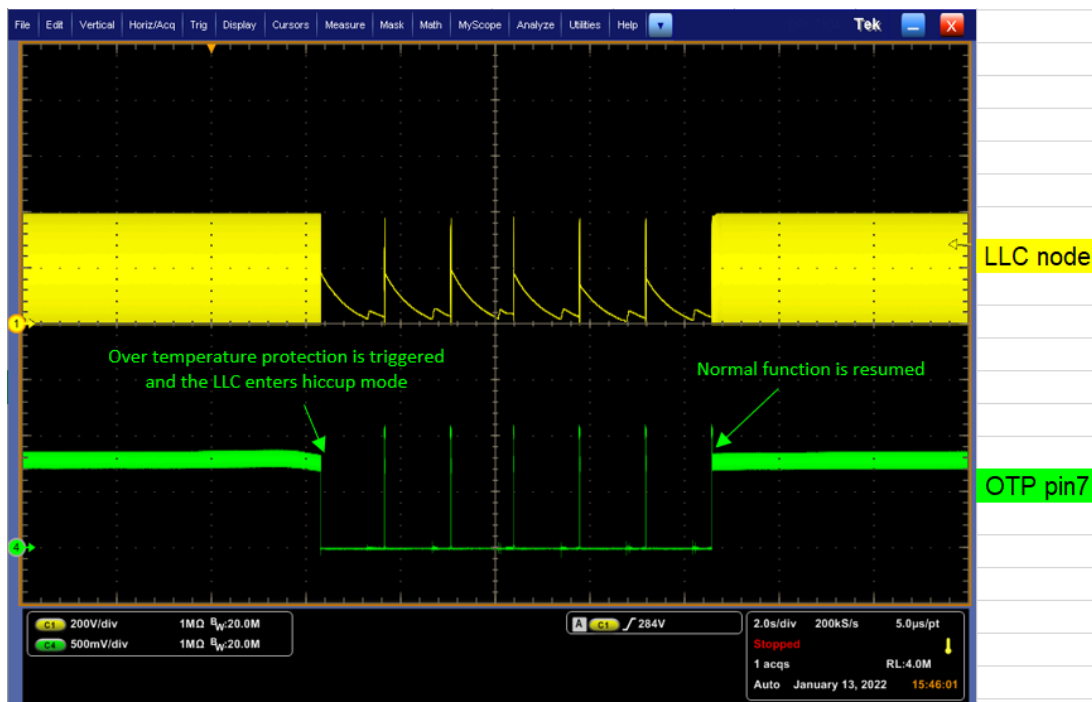 File Edit Vertical Horiz/Acq Trig Display Cursors Measure Mask Math MyScope Analyze Utilities Help Tek X
LLC node
1
Over temperature protection is triggered
and the LLC enters hiccup mode
Normal function is resumed
OTP pin7
4
C1 200V/div 1MΩ BW:20.0M
C4 500mV/div 1MΩ BW:20.0M
A C1 284V
2.0s/div 200kS/s 5.0µs/pt
Stopped
1 acqs RL:4.0M
Auto January 13, 2022 15:46:01